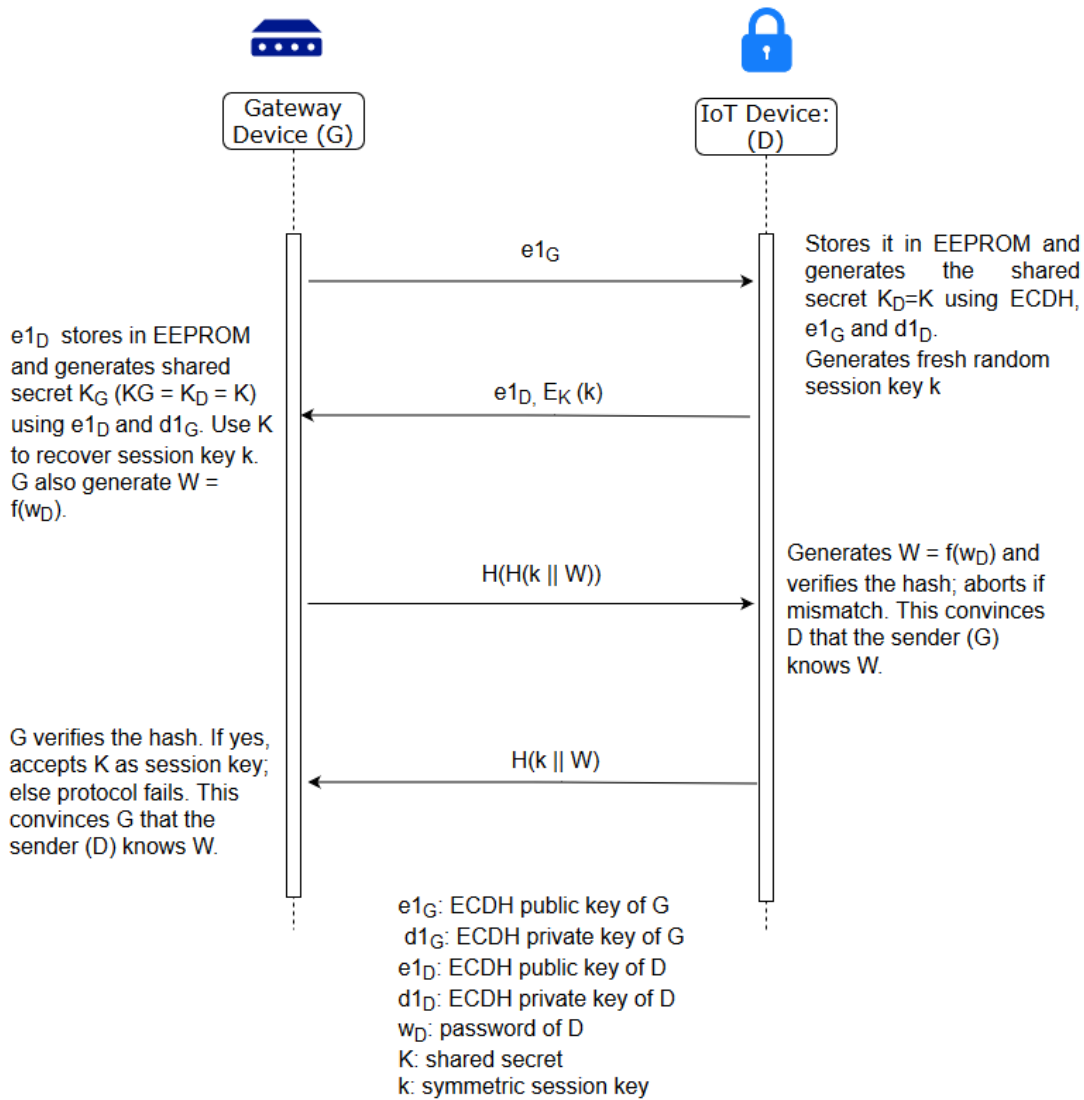 Gateway
Device (G)
IoT Device:
(D)
e1G
Stores it in EEPROM and
generates the shared
secret KD=K using ECDH,
e1G and d1D.
Generates fresh random
session key k
e1D stores in EEPROM
and generates shared
secret KG (KG = KD = K)
using e1D and d1G. Use K
to recover session key k.
G also generate W =
f(wD).
e1D, EK (k)
H(H(k || W))
Generates W = f(wD) and
verifies the hash; aborts if
mismatch. This convinces
D that the sender (G)
knows W.
G verifies the hash. If yes,
accepts K as session key;
else protocol fails. This
convinces G that the
sender (D) knows W.
H(k || W)
e1G: ECDH public key of G
d1G: ECDH private key of G
e1D: ECDH public key of D
d1D: ECDH private key of D
wD: password of D
K: shared secret
k: symmetric session key